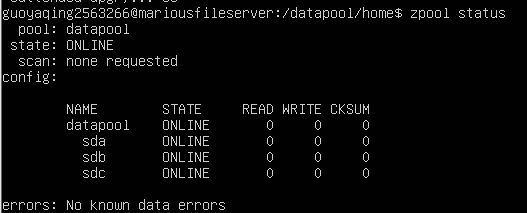 guoyaqing2563266@mariousfileserver:/datapool/home$ zpool status
pool: datapool
state: ONLINE
scan: none requested
config:
NAME STATE READ WRITE CKSUM
datapool ONLINE 0 0 0
sda ONLINE 0 0 0
sdb ONLINE 0 0 0
sdc ONLINE 0 0 0
errors: No known data errors